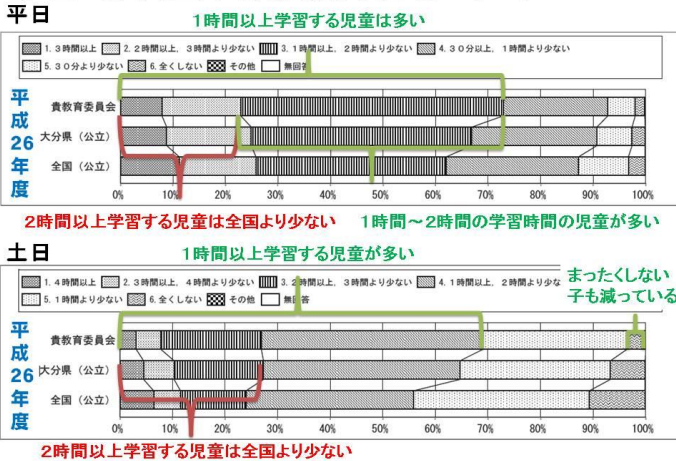 平日
1時間以上学習する児童は多い
1.3時間以上 2.2時間以上，3時間より少ない 3.1時間以上，2時間より少ない 4.30分以上，1時間より少ない
5.30分より少ない 6.全くしない その他 無回答
平成26年度
貴教育委員会
大分県（公立）
全国（公立）
0% 10% 20% 30% 40% 50% 60% 70% 80% 90% 100%
2時間以上学習する児童は全国より少ない
1時間～2時間の学習時間の児童が多い
土日
1時間以上学習する児童が多い
1.4時間以上 2.3時間以上，4時間より少ない 3.2時間以上，3時間より少ない 4.1時間以上，2時間より少な
5.1時間より少ない 6.全くしない その他 無回答
まったくしない
子も減っている
平成26年度
貴教育委員会
大分県（公立）
全国（公立）
0% 10% 20% 30% 40% 50% 60% 70% 80% 90% 100%
2時間以上学習する児童は全国より少ない